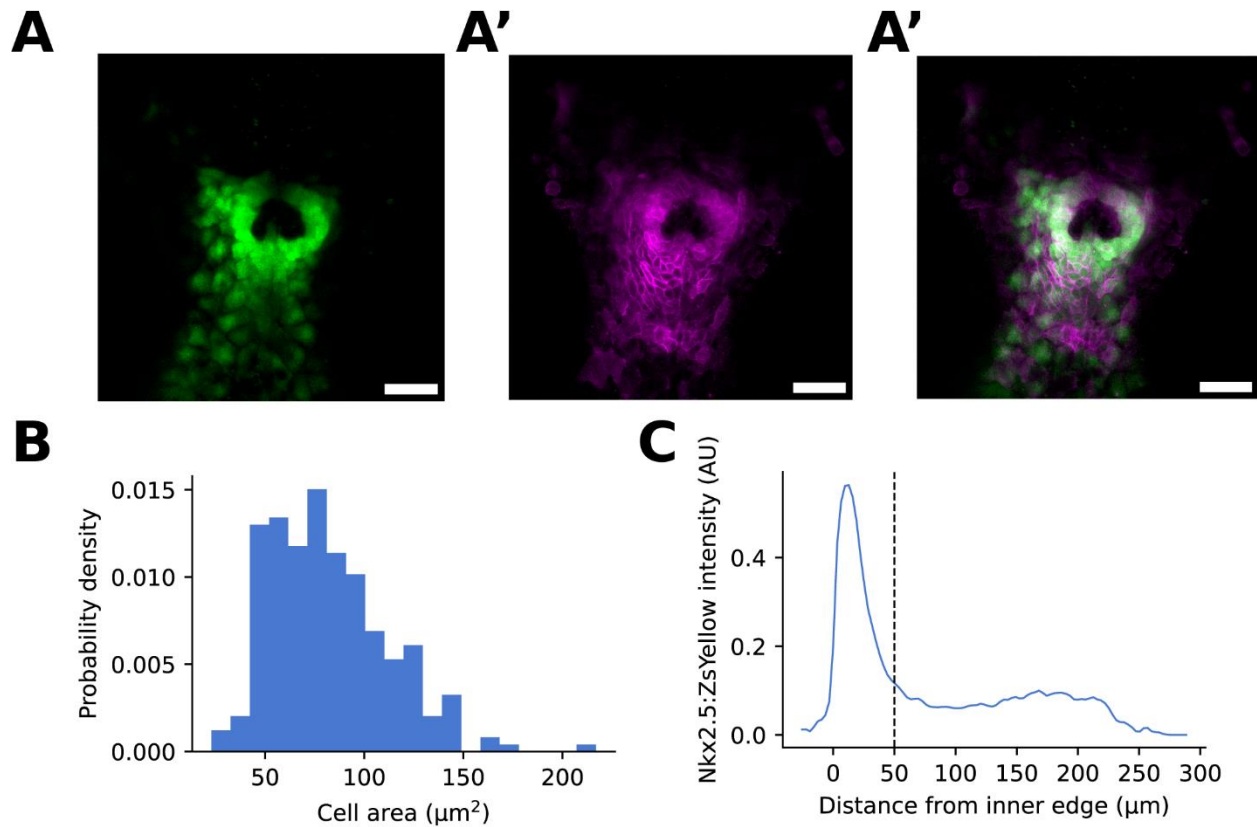 A
A’
A’
B
Probability density
0.015
0.010
0.005
0.000
50
100
150
200
Cell area (μm²)
C
Nkx2.5:ZsYellow intensity (AU)
0.4
0.2
0.0
0
50
100
150
200
250
300
Distance from inner edge (μm)